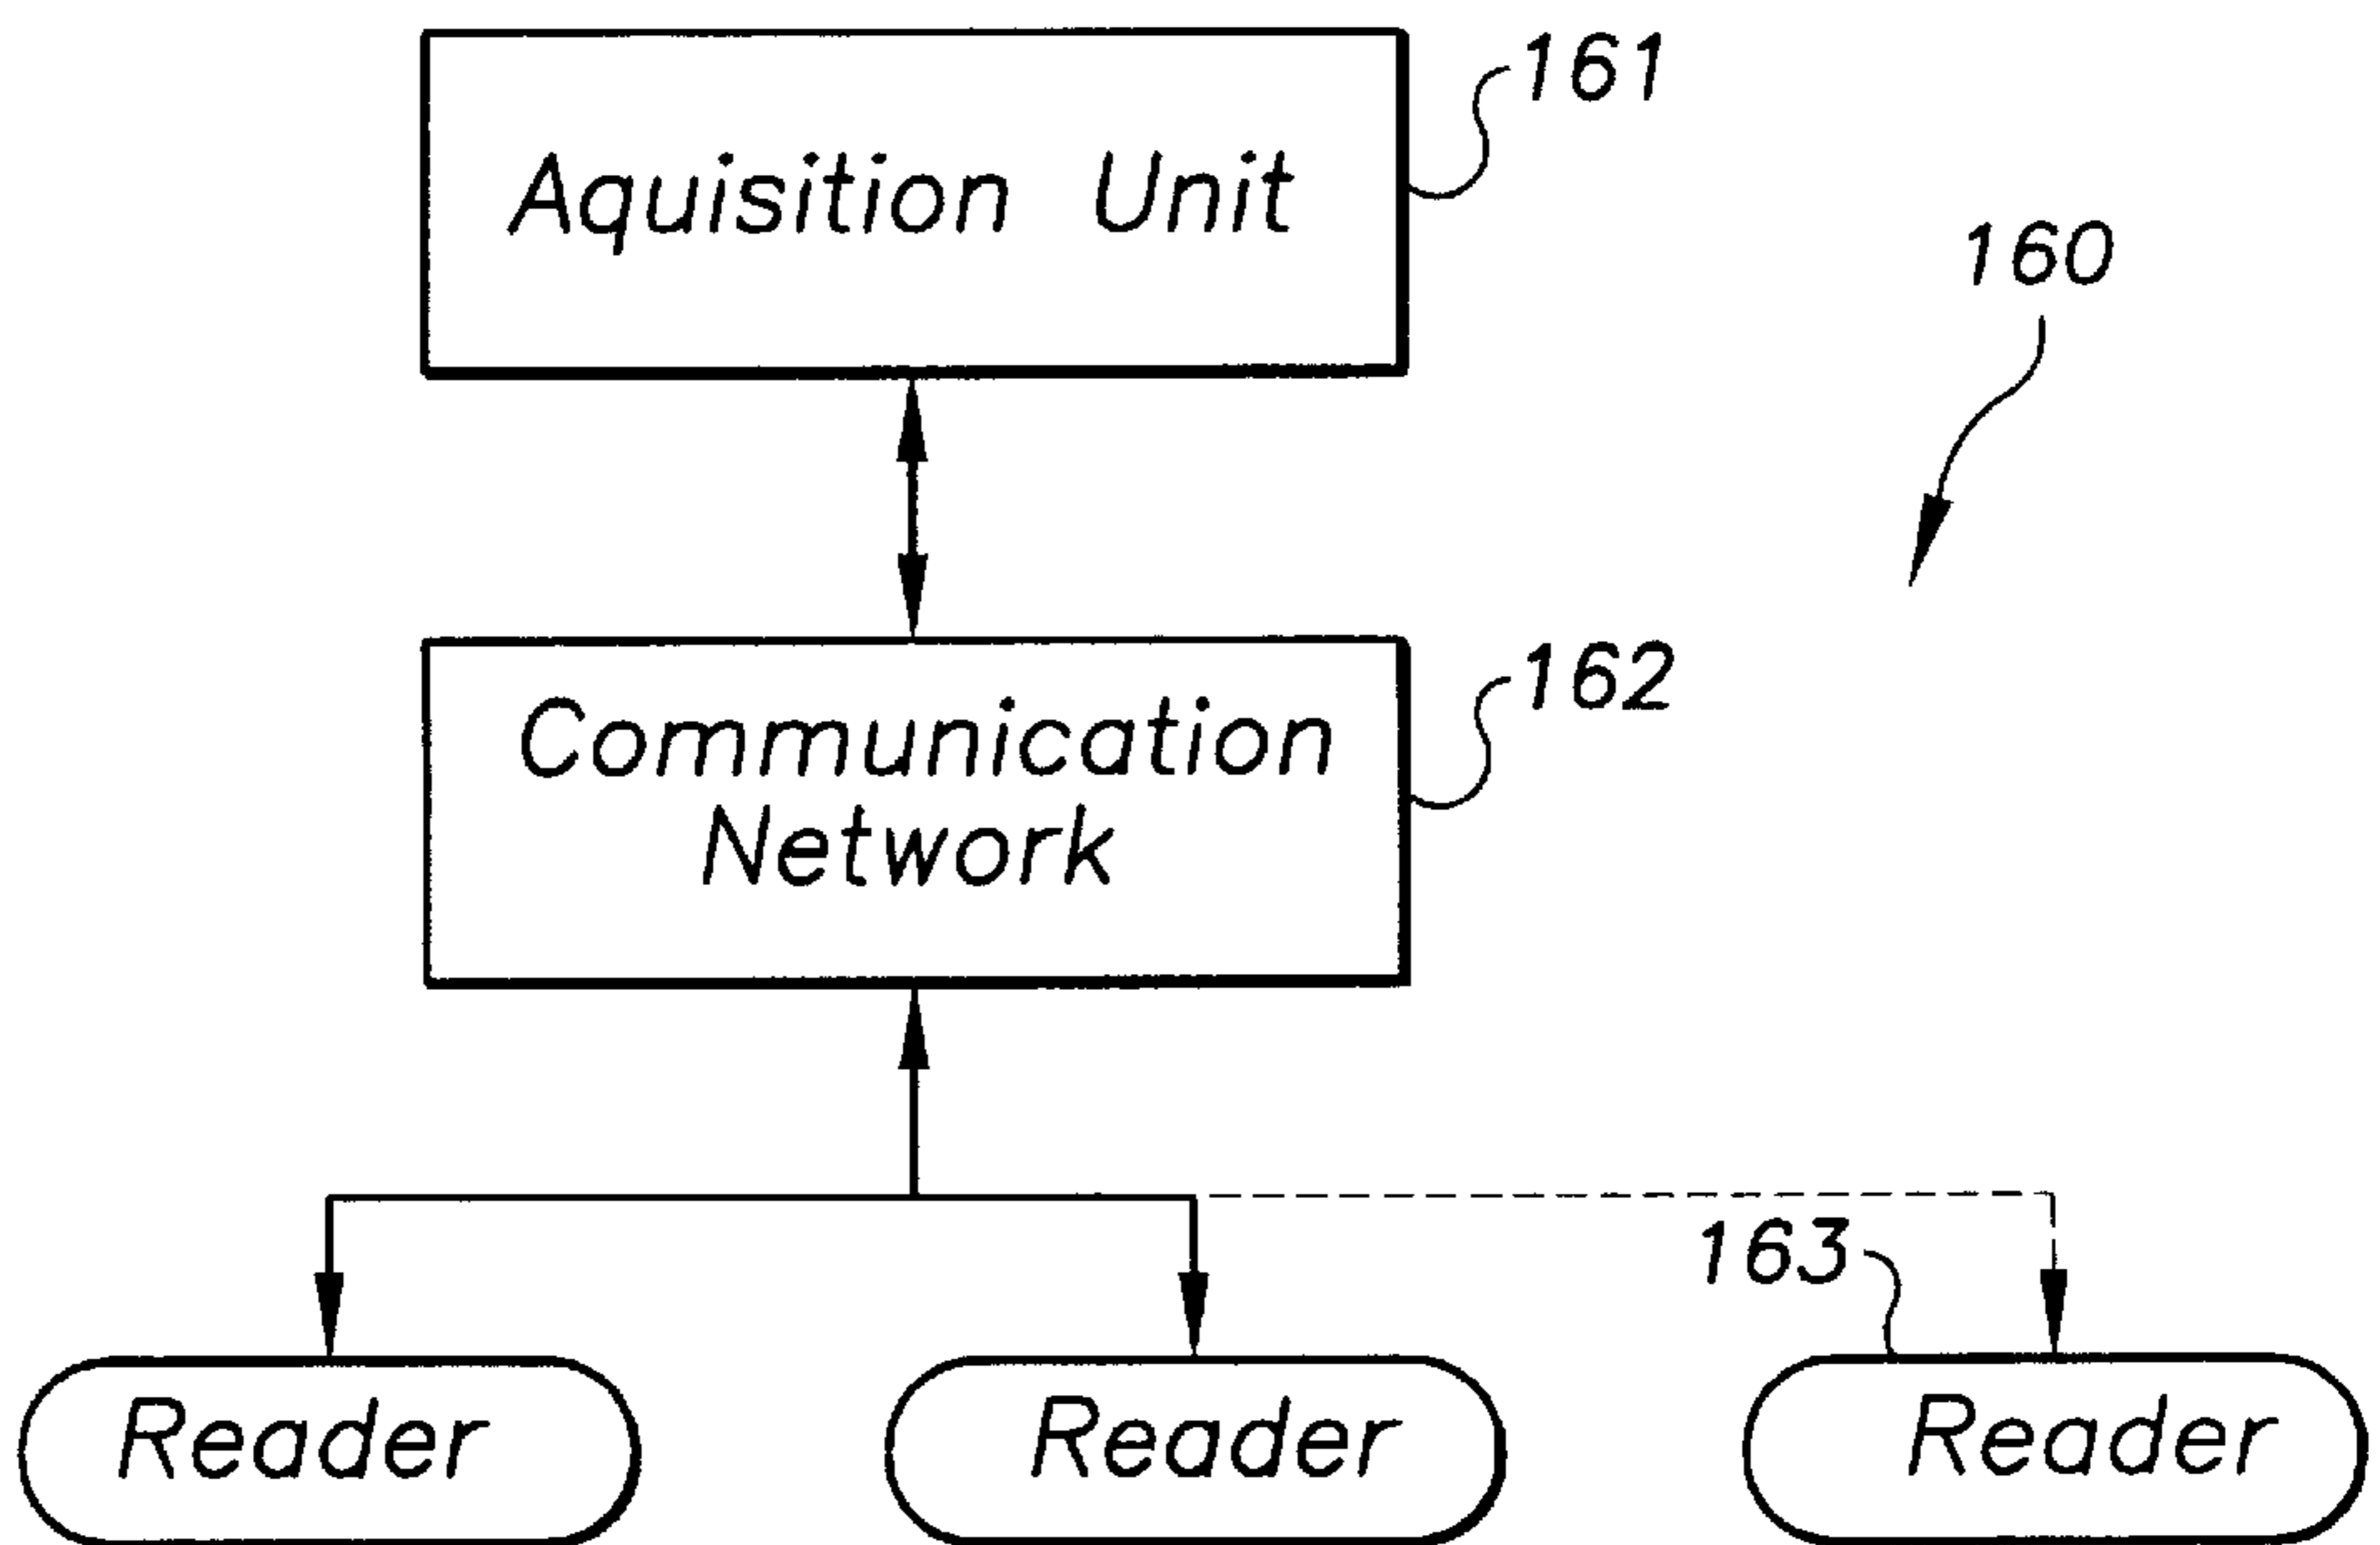 161
Aquisition Unit
160
162
Communication
Network
163
Reader
Reader
Reader